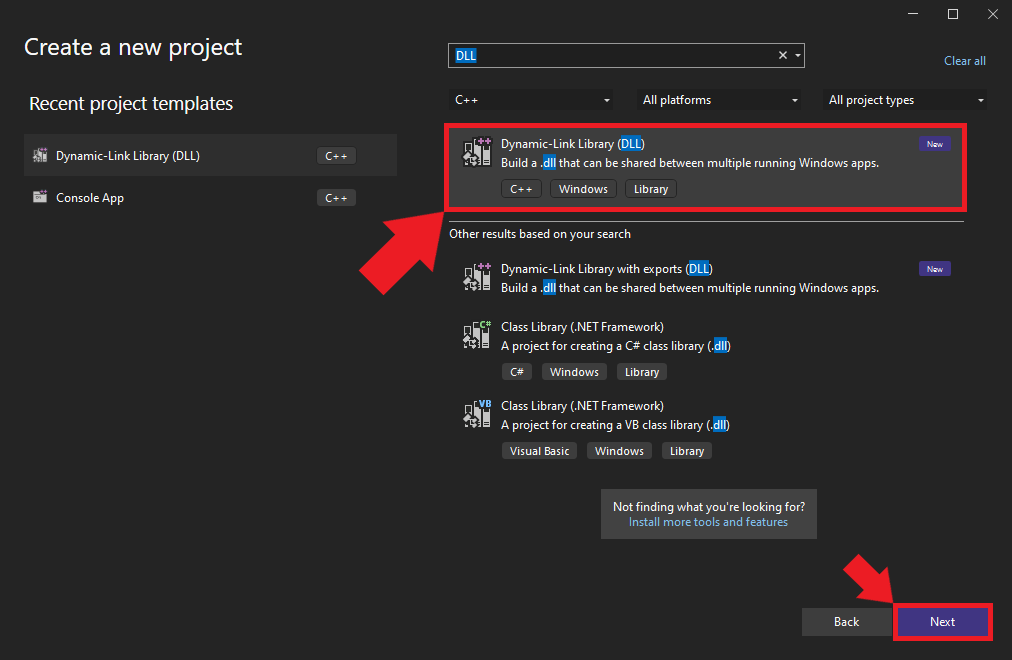 Create a new project
DLL
Clear all
Recent project templates
C++
All platforms
All project types
Dynamic-Link Library (DLL)
C++
Console App
C++
Dynamic-Link Library (DLL)
New
Build a .dll that can be shared between multiple running Windows apps.
C++ Windows Library
Other results based on your search
Dynamic-Link Library with exports (DLL)
New
Build a .dll that can be shared between multiple running Windows apps.
Class Library (.NET Framework)
A project for creating a C# class library (.dll)
C# Windows Library
Class Library (.NET Framework)
A project for creating a VB class library (.dll)
Visual Basic Windows Library
Not finding what you're looking for?
Install more tools and features
Back
Next